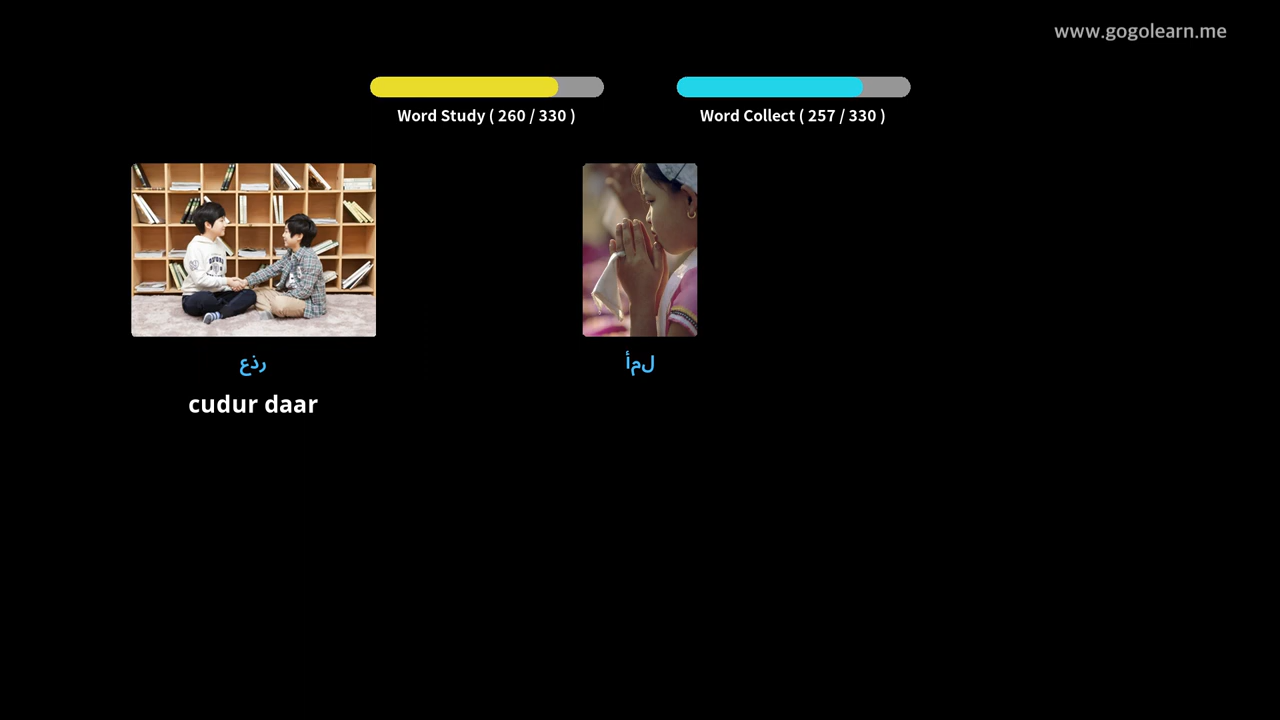 www.gogolearn.me
Word Study ( 260 / 330 )
Word Collect ( 257 / 330 )
عذر
أمل
cudur daar